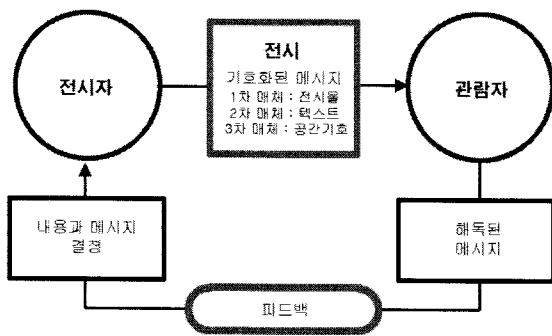 전시자
전시
기호화된 메시지
1차 매체 : 전시물
2차 매체 : 텍스트
3차 매체 : 공간기호
관람자
내용과 메시지
결정
해독된
메시지
피드백